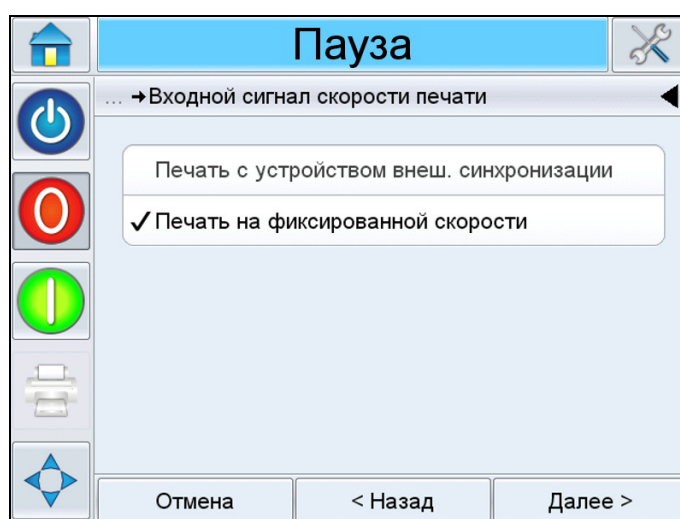 Пауза
... →Входной сигнал скорости печати
Печать с устройством внеш. синхронизации
✓ Печать на фиксированной скорости
Отмена
< Назад
Далее >